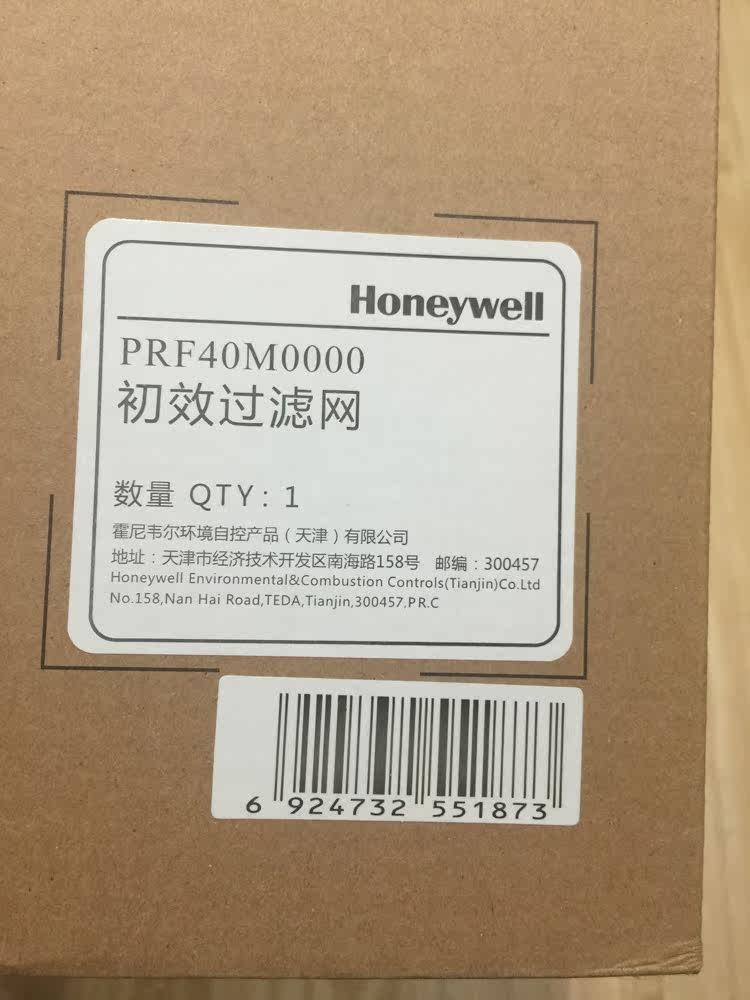 Honeywell
PRF40M0000
初效过滤网
数量 QTY: 1
霍尼韦尔环境自控产品（天津）有限公司
地址：天津市经济技术开发区南海路158号 邮编：300457
Honeywell Environmental&Combustion Controls(Tianjin)Co.Ltd
No.158,Nan Hai Road,TEDA,Tianjin,300457,P.R.C
6 924732 551873